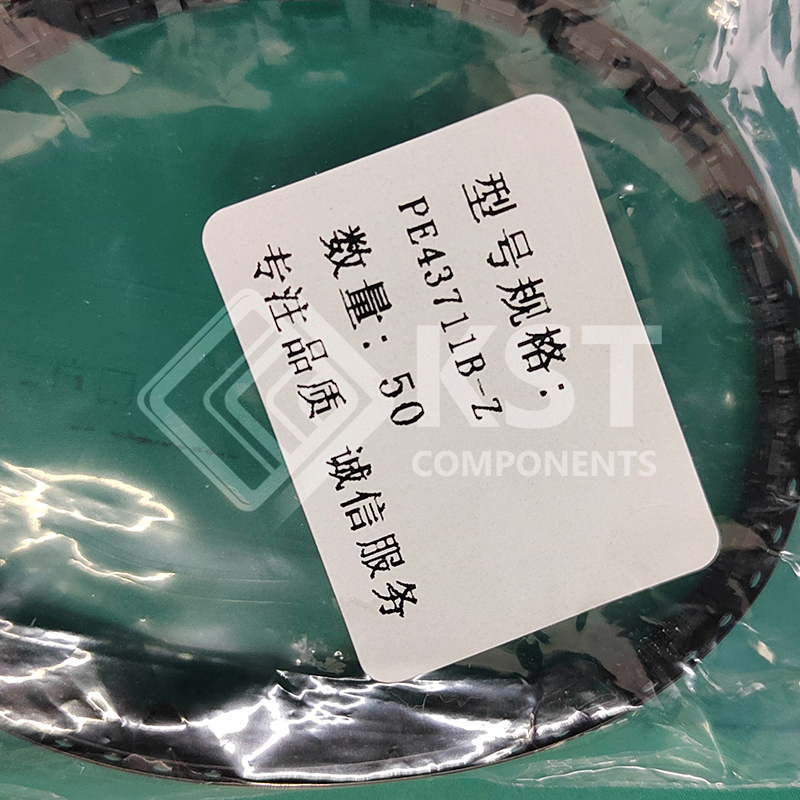 型号规格:
PE43711B-Z
数量: 50
专注品质 诚信服务
KST
COMPONENTS